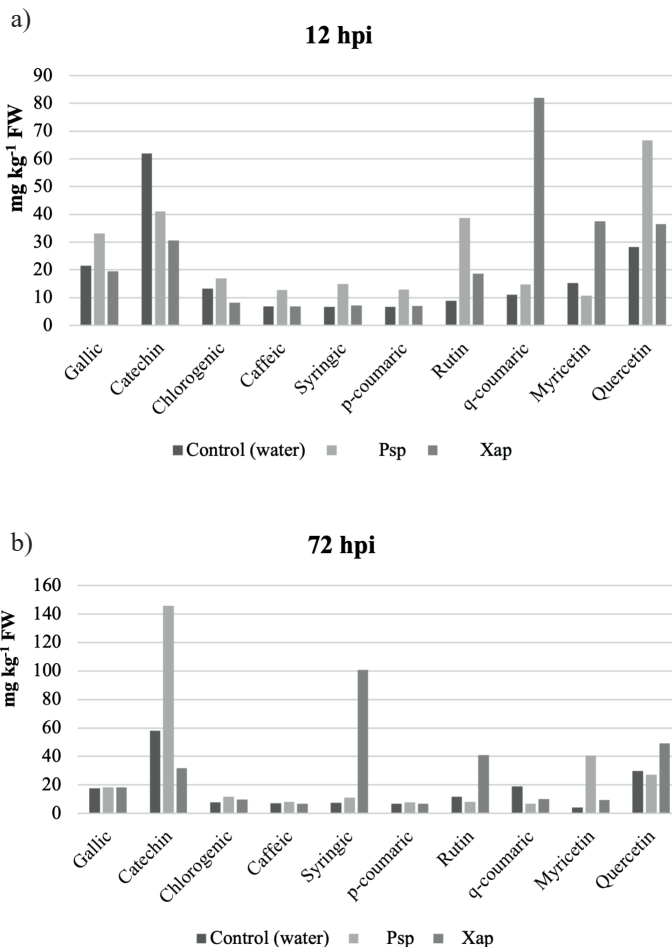 a)
12 hpi
mg kg-1 FW
90
80
70
60
50
40
30
20
10
0
Gallic
Catechin
Chlorogenic
Caffeic
Syringic
p-coumaric
Rutin
q-coumaric
Myricetin
Quercetin
Control (water) Psp Xap
b)
72 hpi
mg kg-1 FW
160
140
120
100
80
60
40
20
0
Gallic
Catechin
Chlorogenic
Caffeic
Syringic
p-coumaric
Rutin
q-coumaric
Myricetin
Quercetin
Control (water) Psp Xap